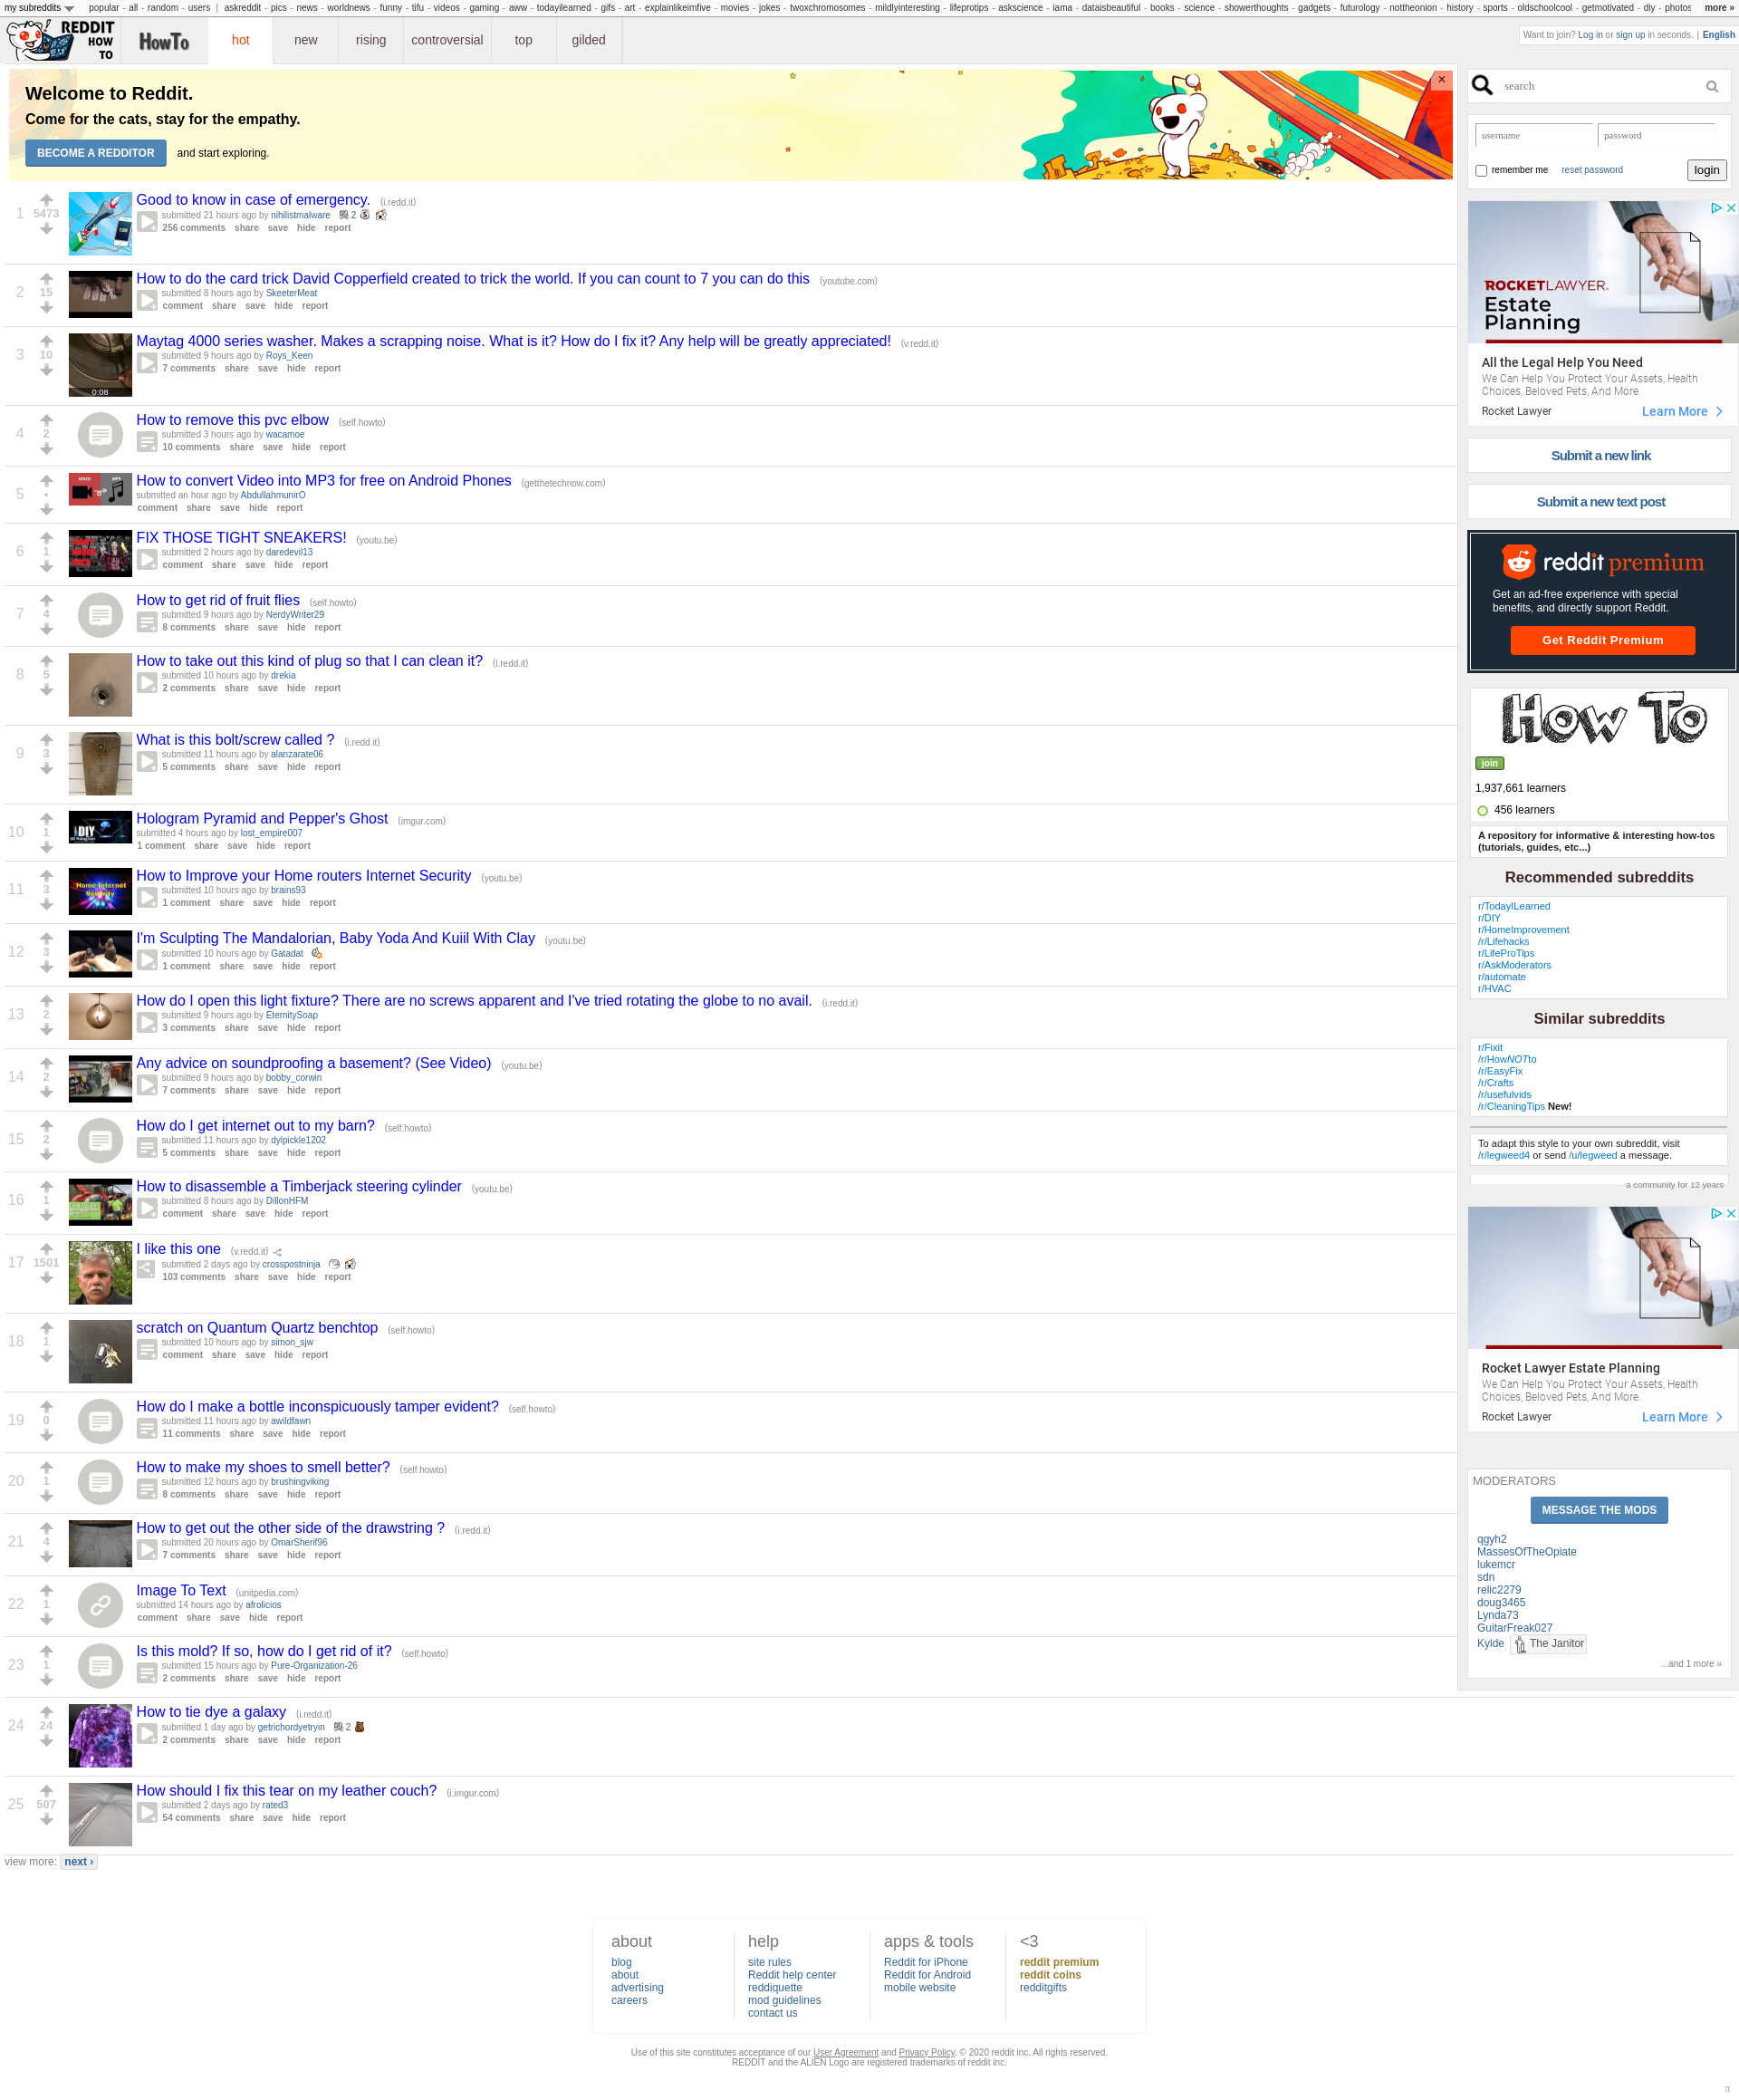 my subreddits popular - all - random - users | askreddit - pics - news - worldnews - funny - tifu - videos - gaming - aww - todayilearned - gifs - art - explainlikeimfive - movies - jokes - twoxchromosomes - mildlyinteresting - lifeprotips - askscience - iama - dataisbeautiful - books - science - showerthoughts - gadgets - futurology - nottheonion - history - sports - oldschoolcool - getmotivated - diy - photos more »
REDDIT HOW TO
HowTo hot new rising controversial top gilded
Want to join? Log in or sign up in seconds. | English
Welcome to Reddit.
Come for the cats, stay for the empathy.
BECOME A REDDITOR and start exploring.
×
1 5473 Good to know in case of emergency. (i.redd.it)
submitted 21 hours ago by nihilistmalware 2
256 comments share save hide report
2 15 How to do the card trick David Copperfield created to trick the world. If you can count to 7 you can do this (youtube.com)
submitted 8 hours ago by SkeeterMeat
comment share save hide report
3 10 Maytag 4000 series washer. Makes a scrapping noise. What is it? How do I fix it? Any help will be greatly appreciated! (v.redd.it)
submitted 9 hours ago by Roys_Keen
7 comments share save hide report
0:08
4 2 How to remove this pvc elbow (self.howto)
submitted 3 hours ago by wacamoe
10 comments share save hide report
5 • How to convert Video into MP3 for free on Android Phones (getthetechnow.com)
VIDEO MP3
submitted an hour ago by AbdullahmunirO
comment share save hide report
6 1 FIX THOSE TIGHT SNEAKERS! (youtu.be)
submitted 2 hours ago by daredevil13
comment share save hide report
7 4 How to get rid of fruit flies (self.howto)
submitted 9 hours ago by NerdyWriter29
8 comments share save hide report
8 5 How to take out this kind of plug so that I can clean it? (i.redd.it)
submitted 10 hours ago by drekia
2 comments share save hide report
9 3 What is this bolt/screw called ? (i.redd.it)
submitted 11 hours ago by alanzarate06
5 comments share save hide report
10 1 Hologram Pyramid and Pepper's Ghost (imgur.com)
DIY
submitted 4 hours ago by lost_empire007
1 comment share save hide report
11 3 How to Improve your Home routers Internet Security (youtu.be)
Home Internet Security
submitted 10 hours ago by brains93
1 comment share save hide report
12 3 I'm Sculpting The Mandalorian, Baby Yoda And Kuiil With Clay (youtu.be)
submitted 10 hours ago by Gatadat
1 comment share save hide report
13 2 How do I open this light fixture? There are no screws apparent and I've tried rotating the globe to no avail. (i.redd.it)
submitted 9 hours ago by EternitySoap
3 comments share save hide report
14 2 Any advice on soundproofing a basement? (See Video) (youtu.be)
submitted 9 hours ago by bobby_corwin
7 comments share save hide report
15 2 How do I get internet out to my barn? (self.howto)
submitted 11 hours ago by dylpickle1202
5 comments share save hide report
16 1 How to disassemble a Timberjack steering cylinder (youtu.be)
submitted 8 hours ago by DillonHFM
comment share save hide report
17 1501 I like this one (v.redd.it)
submitted 2 days ago by crosspostninja
103 comments share save hide report
18 1 scratch on Quantum Quartz benchtop (self.howto)
submitted 10 hours ago by simon_sjw
comment share save hide report
19 0 How do I make a bottle inconspicuously tamper evident? (self.howto)
submitted 11 hours ago by awildfawn
11 comments share save hide report
20 1 How to make my shoes to smell better? (self.howto)
submitted 12 hours ago by brushingviking
8 comments share save hide report
21 4 How to get out the other side of the drawstring ? (i.redd.it)
submitted 20 hours ago by OmarSherif96
7 comments share save hide report
22 1 Image To Text (unitpedia.com)
submitted 14 hours ago by afrolicios
comment share save hide report
23 1 Is this mold? If so, how do I get rid of it? (self.howto)
submitted 15 hours ago by Pure-Organization-26
2 comments share save hide report
24 24 How to tie dye a galaxy (i.redd.it)
submitted 1 day ago by getrichordyetryin 2
2 comments share save hide report
25 507 How should I fix this tear on my leather couch? (i.imgur.com)
submitted 2 days ago by rated3
54 comments share save hide report
view more: next ›
search
username password
remember me reset password login
ROCKETLAWYER.
Estate
Planning
All the Legal Help You Need
We Can Help You Protect Your Assets, Health
Choices, Beloved Pets, And More.
Rocket Lawyer Learn More
Submit a new link
Submit a new text post
reddit premium
Get an ad-free experience with special
benefits, and directly support Reddit.
Get Reddit Premium
How To
join
1,937,661 learners
456 learners
A repository for informative & interesting how-tos
(tutorials, guides, etc...)
Recommended subreddits
r/TodayILearned
r/DIY
r/HomeImprovement
/r/Lifehacks
r/LifeProTips
r/AskModerators
r/automate
r/HVAC
Similar subreddits
r/Fixit
/r/HowNOTto
/r/EasyFix
/r/Crafts
/r/usefulvids
/r/CleaningTips New!
To adapt this style to your own subreddit, visit
/r/legweed4 or send /u/legweed a message.
a community for 12 years
Rocket Lawyer Estate Planning
We Can Help You Protect Your Assets, Health
Choices, Beloved Pets, And More.
Rocket Lawyer Learn More
MODERATORS
MESSAGE THE MODS
qgyh2
MassesOfTheOpiate
lukemcr
sdn
relic2279
doug3465
Lynda73
GuitarFreak027
Kylde The Janitor
...and 1 more »
about
blog
about
advertising
careers
help
site rules
Reddit help center
reddiquette
mod guidelines
contact us
apps & tools
Reddit for iPhone
Reddit for Android
mobile website
<3
reddit premium
reddit coins
redditgifts
Use of this site constitutes acceptance of our User Agreement and Privacy Policy. © 2020 reddit inc. All rights reserved.
REDDIT and the ALIEN Logo are registered trademarks of reddit inc.
π